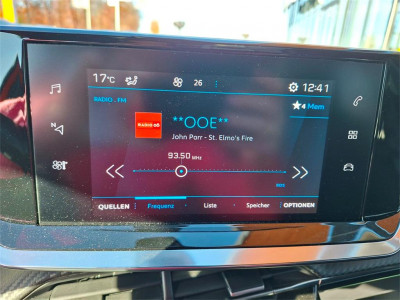 17°C 26 12:41
RADIO . FM
★4 Mem
**OOE**
John Parr - St. Elmo's Fire
93.50 MHz
N
QUELLEN Frequenz Liste Speicher OPTIONEN